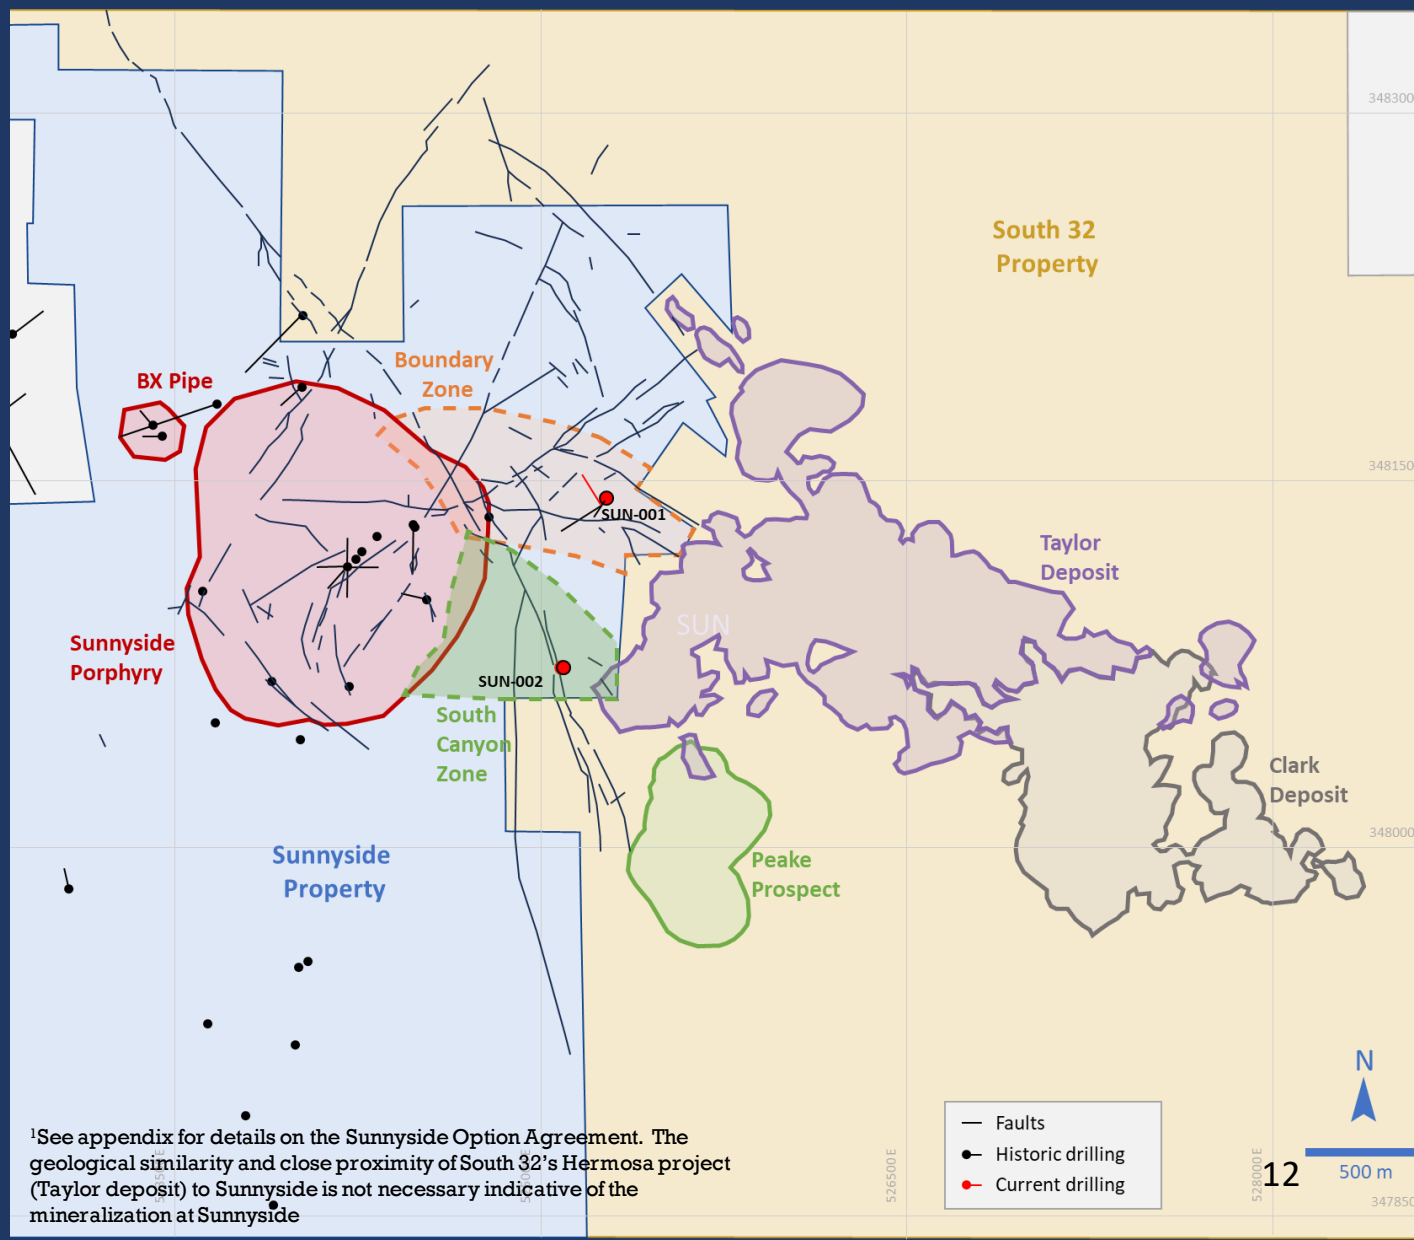 348300
South 32
Property
Boundary
Zone
BX Pipe
348150
SUN-001
Taylor
Deposit
SUN
Sunnyside
Porphyry
SUN-002
South
Canyon
Zone
Clark
Deposit
348000
Sunnyside
Property
Peake
Prospect
N
Faults
Historic drilling
Current drilling
526500 E
528000 E
12
500 m
347850
¹See appendix for details on the Sunnyside Option Agreement. The
geological similarity and close proximity of South 32's Hermosa project
(Taylor deposit) to Sunnyside is not necessary indicative of the
mineralization at Sunnyside